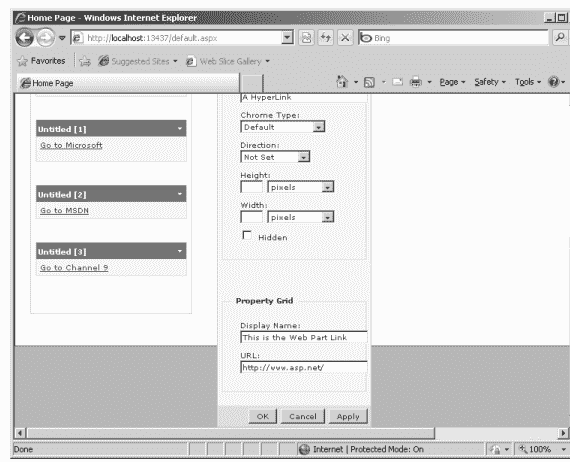 Home Page - Windows Internet Explorer
http://localhost:13437/default.aspx
Bing
Favorites
Suggested Sites
Web Slice Gallery
Home Page
Page
Safety
Tools
A HyperLink
Chrome Type:
Default
Direction:
Not Set
Height:
pixels
Width:
pixels
Hidden
Untitled [1]
Go to Microsoft
Untitled [2]
Go to MSDN
Untitled [3]
Go to Channel 9
Property Grid
Display Name:
This is the Web Part Link
URL:
http://www.asp.net/
OK Cancel Apply
Done
Internet | Protected Mode: On
100%